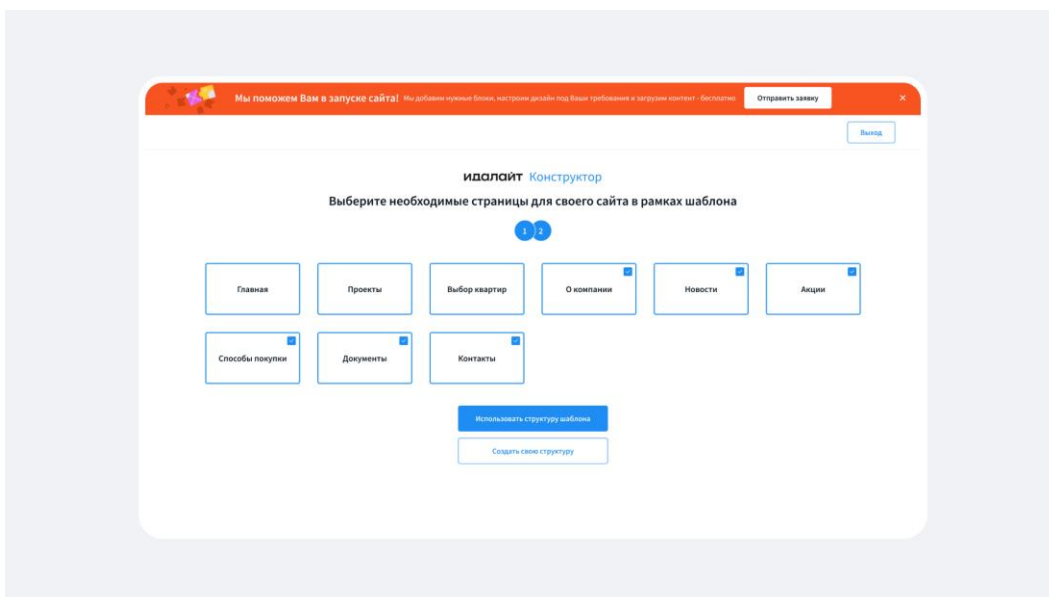 Мы поможем Вам в запуске сайта! Мы добавим нужные блоки, настроим дизайн под Ваши требования и загрузим контент - бесплатно Отправить заявку
Выход
идалайт Конструктор
Выберите необходимые страницы для своего сайта в рамках шаблона
1 2
Главная Проекты Выбор квартир О компании Новости Акции
Способы покупки Документы Контакты
Использовать структуру шаблона
Создать свою структуру